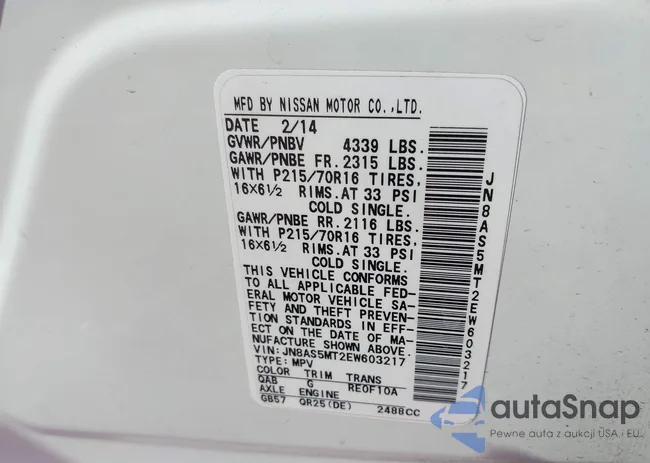 MFD BY NISSAN MOTOR CO.,LTD.
DATE 2/14
GVWR/PNBV 4339 LBS.
GAWR/PNBE FR. 2315 LBS.
WITH P215/70R16 TIRES,
16X6½ RIMS.AT 33 PSI
COLD SINGLE.
GAWR/PNBE RR. 2116 LBS.
WITH P215/70R16 TIRES,
16X6½ RIMS.AT 33 PSI
COLD SINGLE.
THIS VEHICLE CONFORMS
TO ALL APPLICABLE FED-
ERAL MOTOR VEHICLE SA-
FETY AND THEFT PREVEN-
TION STANDARDS IN EFF-
ECT ON THE DATE OF MA-
NUFACTURE SHOWN ABOVE.
VIN: JN8AS5MT2EW603217
TYPE: MPV
COLOR TRIM TRANS
QAB G RE0F10A
AXLE ENGINE
GB57 QR25(DE) 2488CC
JN8AS5MT2EW603217
autaSnap
Pewne auta z aukcji USA i EU